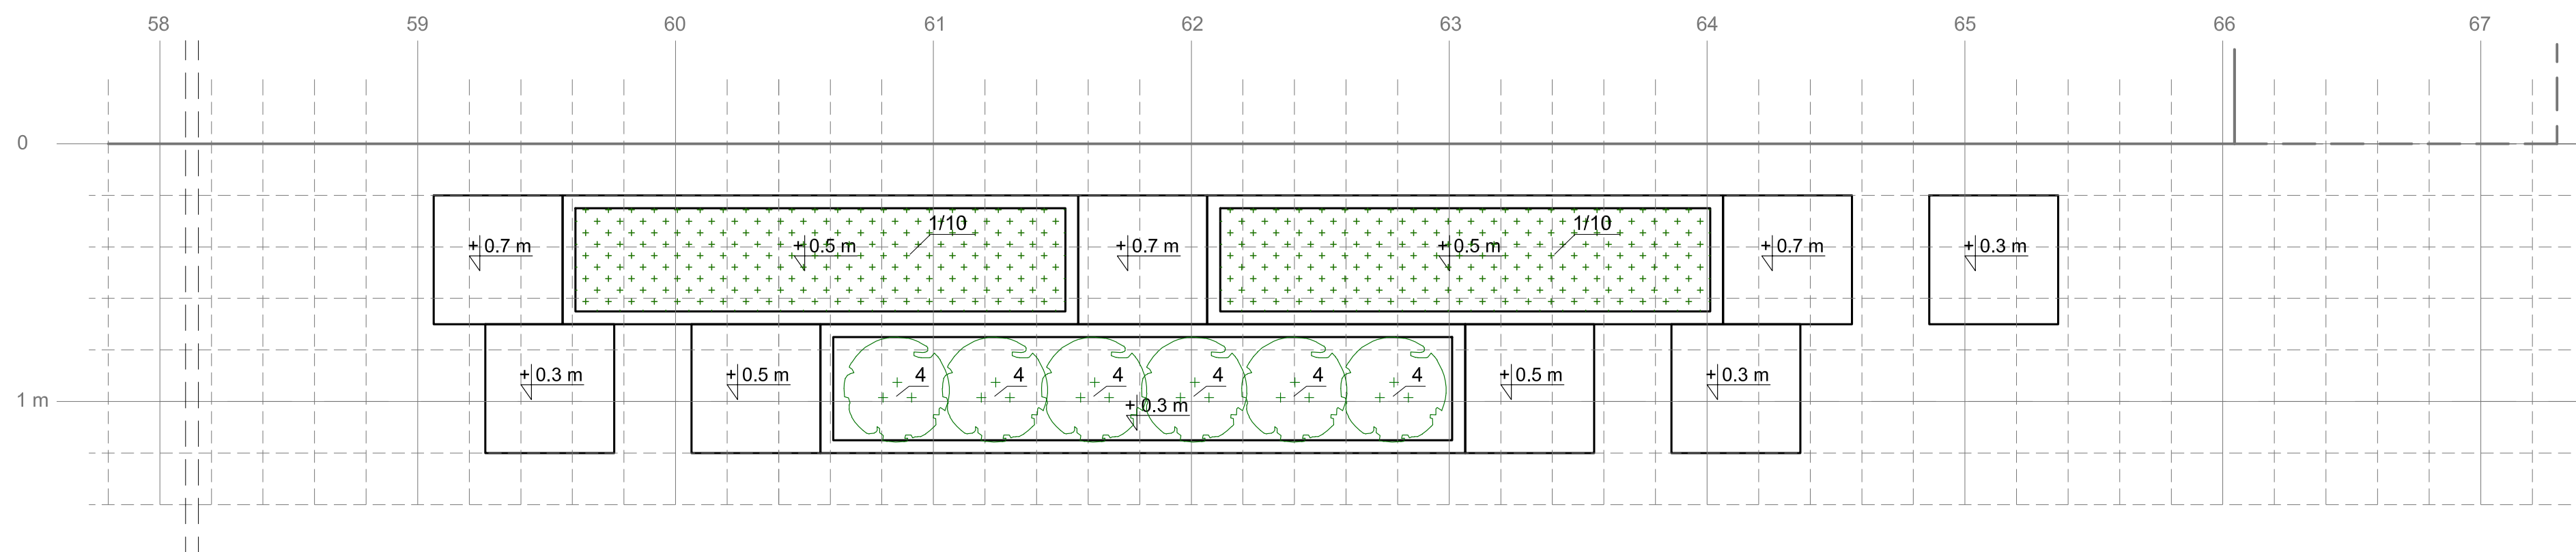 58 59 60 61 62 63 64 65 66 67
0
1/10 1/10
+ 0.7 m + 0.5 m + 0.7 m + 0.5 m + 0.7 m + 0.3 m
+ 0.3 m + 0.5 m 4 4 4 4 4 4 + 0.5 m + 0.3 m
1 m + 0.3 m